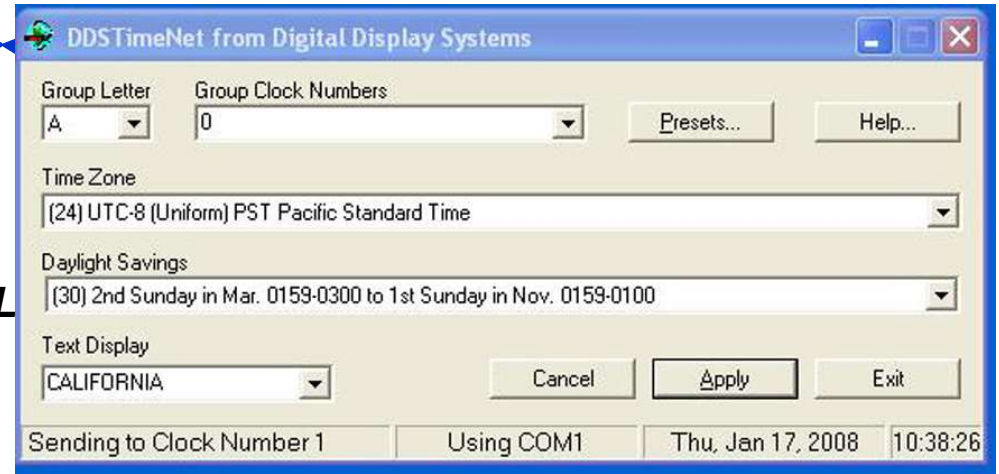 DDSTimeNet from Digital Display Systems
Group Letter Group Clock Numbers
A 0 Presets... Help...
Time Zone
(24) UTC-8 (Uniform) PST Pacific Standard Time
Daylight Savings
(30) 2nd Sunday in Mar. 0159-0300 to 1st Sunday in Nov. 0159-0100
Text Display
CALIFORNIA Cancel Apply Exit
Sending to Clock Number 1 Using COM1 Thu, Jan 17, 2008 10:38:26